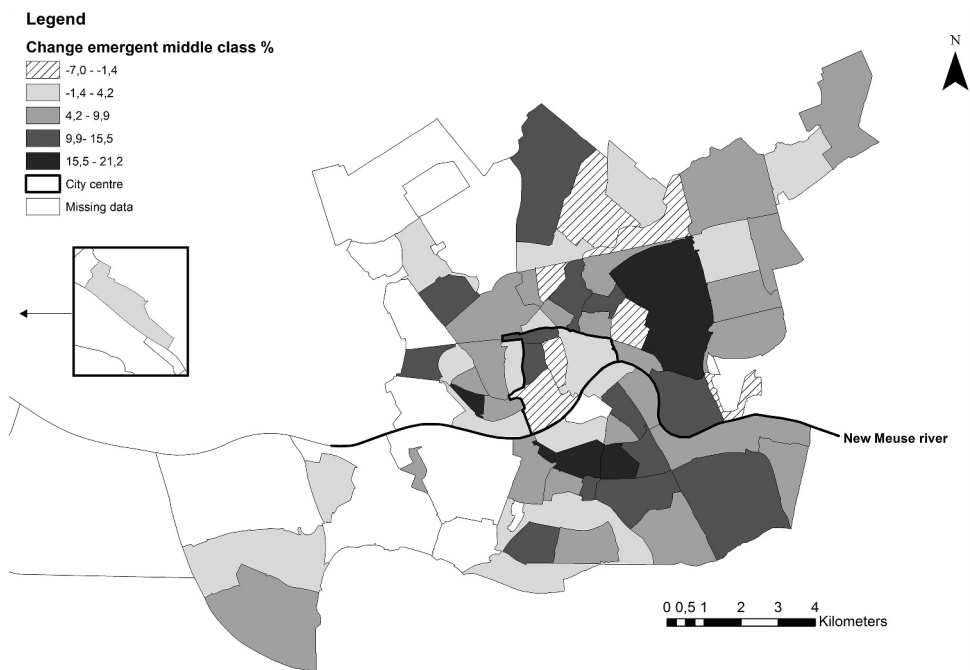 Legend
Change emergent middle class %
-7,0 - -1,4
-1,4 - 4,2
4,2 - 9,9
9,9- 15,5
15,5 - 21,2
City centre
Missing data
N
New Meuse river
0 0,5 1 2 3 4
Kilometers